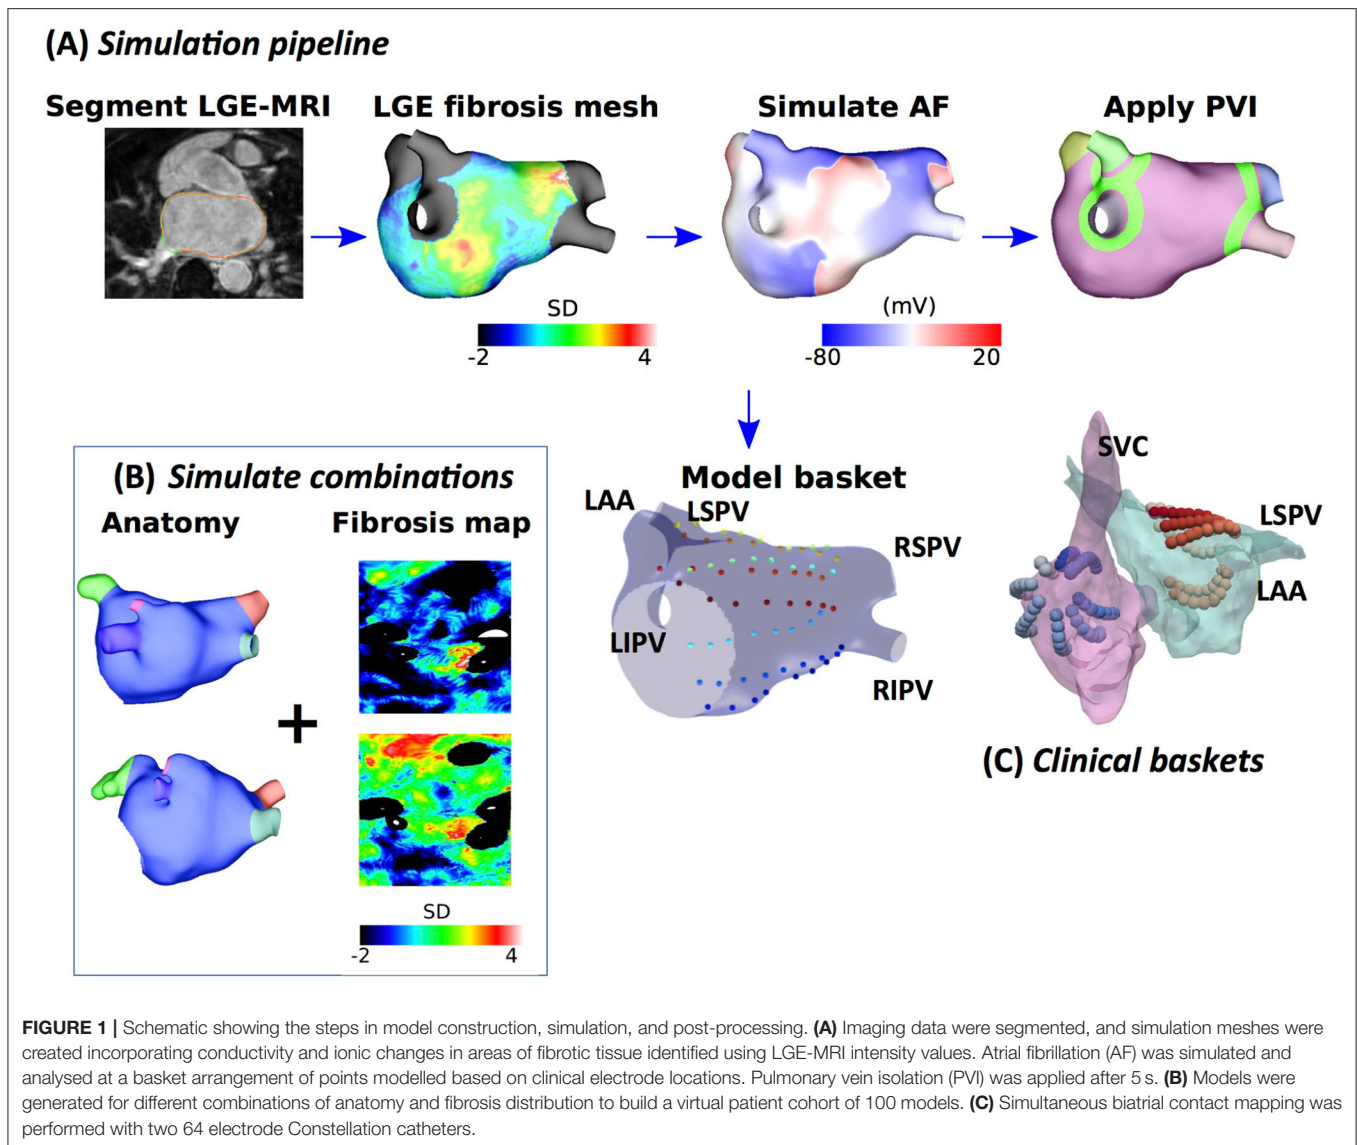 (A) Simulation pipeline
Segment LGE-MRI
LGE fibrosis mesh
Simulate AF
Apply PVI
SD
-2
4
(mV)
-80
20
(B) Simulate combinations
Anatomy
Fibrosis map
+
SD
-2
4
Model basket
LAA
LSPV
RSPV
LIPV
RIPV
SVC
LSPV
LAA
(C) Clinical baskets
FIGURE 1 | Schematic showing the steps in model construction, simulation, and post-processing. (A) Imaging data were segmented, and simulation meshes were
created incorporating conductivity and ionic changes in areas of fibrotic tissue identified using LGE-MRI intensity values. Atrial fibrillation (AF) was simulated and
analysed at a basket arrangement of points modelled based on clinical electrode locations. Pulmonary vein isolation (PVI) was applied after 5 s. (B) Models were
generated for different combinations of anatomy and fibrosis distribution to build a virtual patient cohort of 100 models. (C) Simultaneous biatrial contact mapping was
performed with two 64 electrode Constellation catheters.